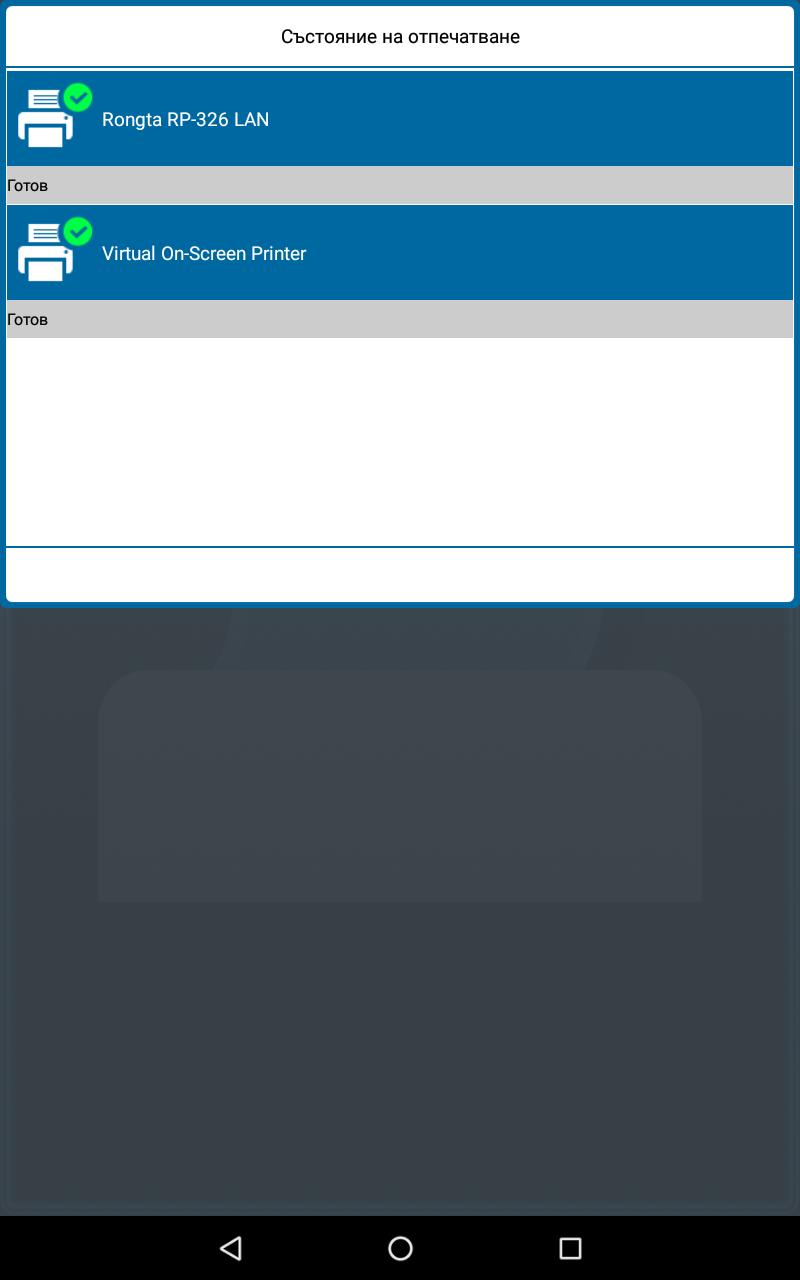 Състояние на отпечатване
Rongta RP-326 LAN
Готов
Virtual On-Screen Printer
Готов